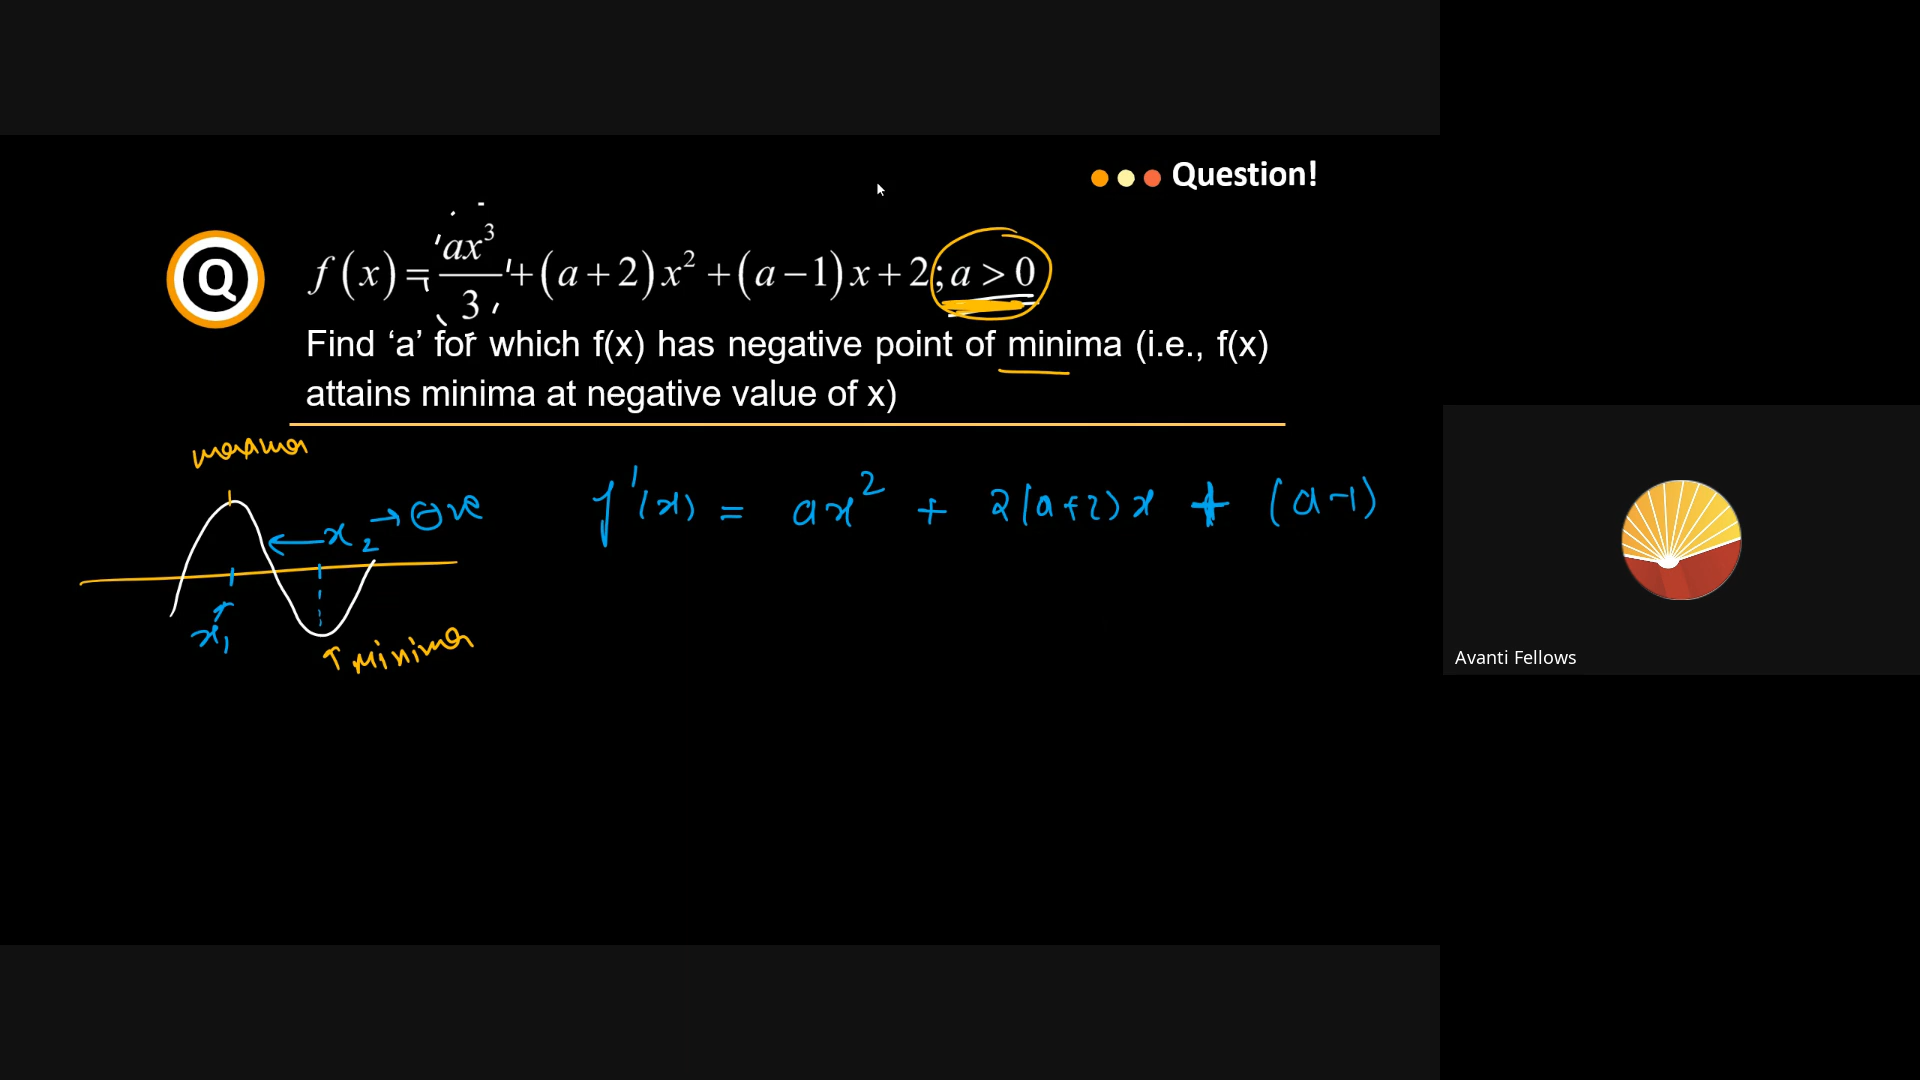 Question!
Q
f(x)=ax³/3+(a+2)x²+(a−1)x+2;a>0
Find ‘a’ for which f(x) has negative point of minima (i.e., f(x)
attains minima at negative value of x)
maxima
x₂ → ⊖ve
x₁
minima
f'(x) = ax² + 2(a+2)x + (a-1)
Avanti Fellows